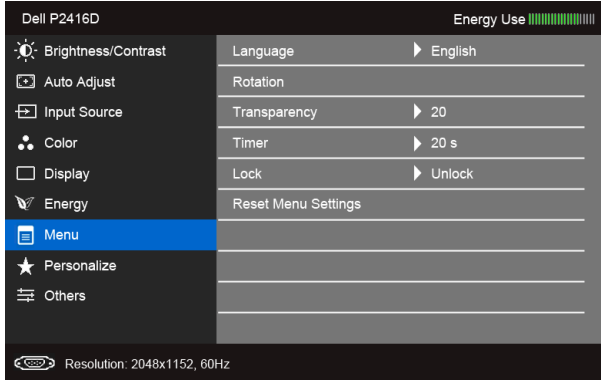 Dell P2416D Energy Use
Brightness/Contrast Language English
Auto Adjust Rotation
Input Source Transparency 20
Color Timer 20 s
Display Lock Unlock
Energy Reset Menu Settings
Menu
Personalize
Others
Resolution: 2048x1152, 60Hz